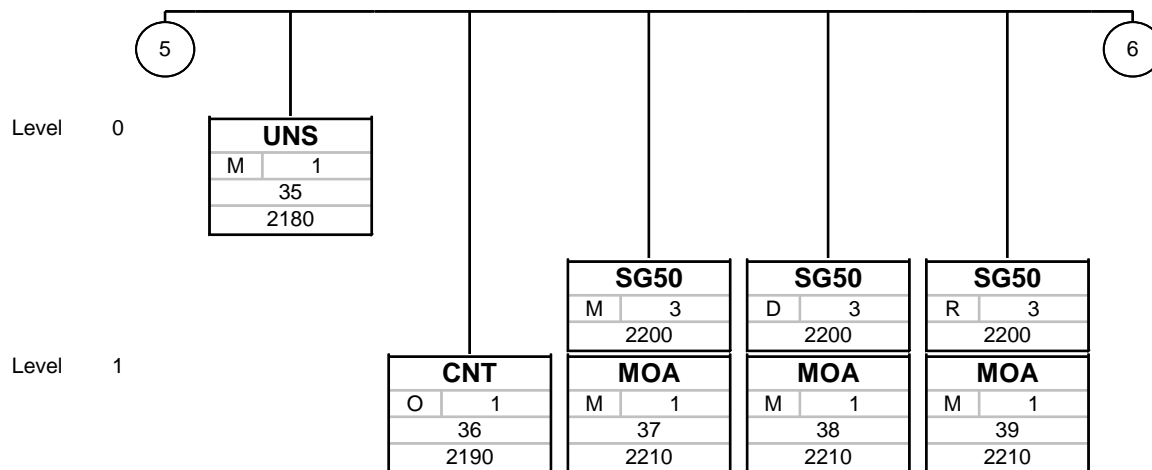 5
6
Level 0
UNS
M 1
35
2180
SG50
M 3
2200
SG50
D 3
2200
SG50
R 3
2200
Level 1
CNT
O 1
36
2190
MOA
M 1
37
2210
MOA
M 1
38
2210
MOA
M 1
39
2210